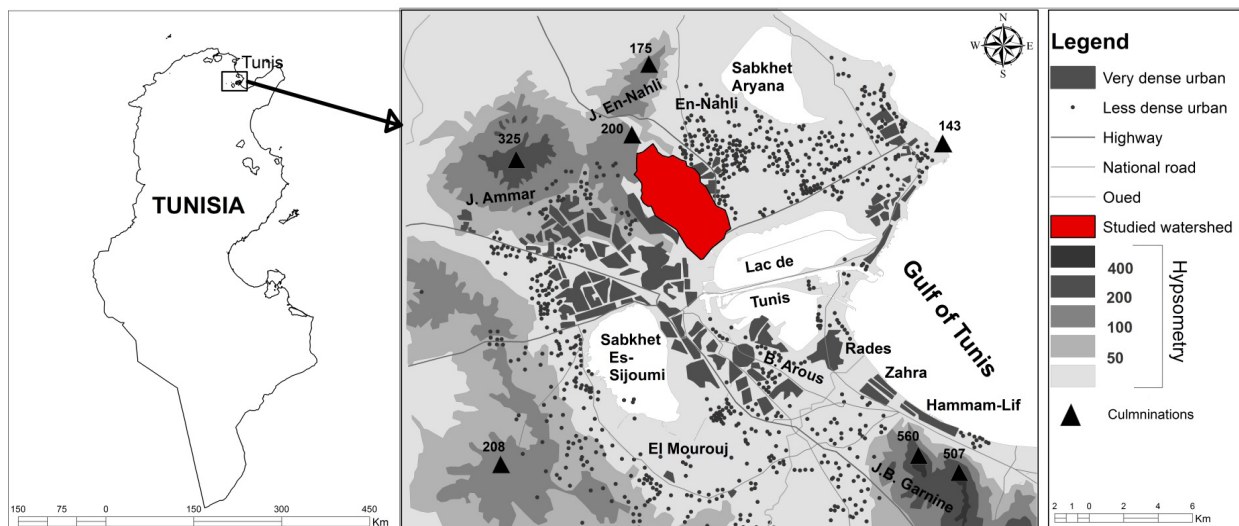 Tunis
TUNISIA
150 75 0 150 300 450
Km
N
W E
S
175
Sabkhet
Aryana
J. En-Nahli
En-Nahli
200
143
325
J. Ammar
Lac de
Tunis
Gulf of Tunis
Sabkhet
Es-
Sijoumi
Rades
B. Arous
Zahra
Hammam-Lif
El Mourouj
208
560
507
J.B. Garnine
Legend
Very dense urban
Less dense urban
Highway
National road
Oued
Studied watershed
400
200
100
50
Hypsometry
Culmninations
2 1 0 2 4 6
Km